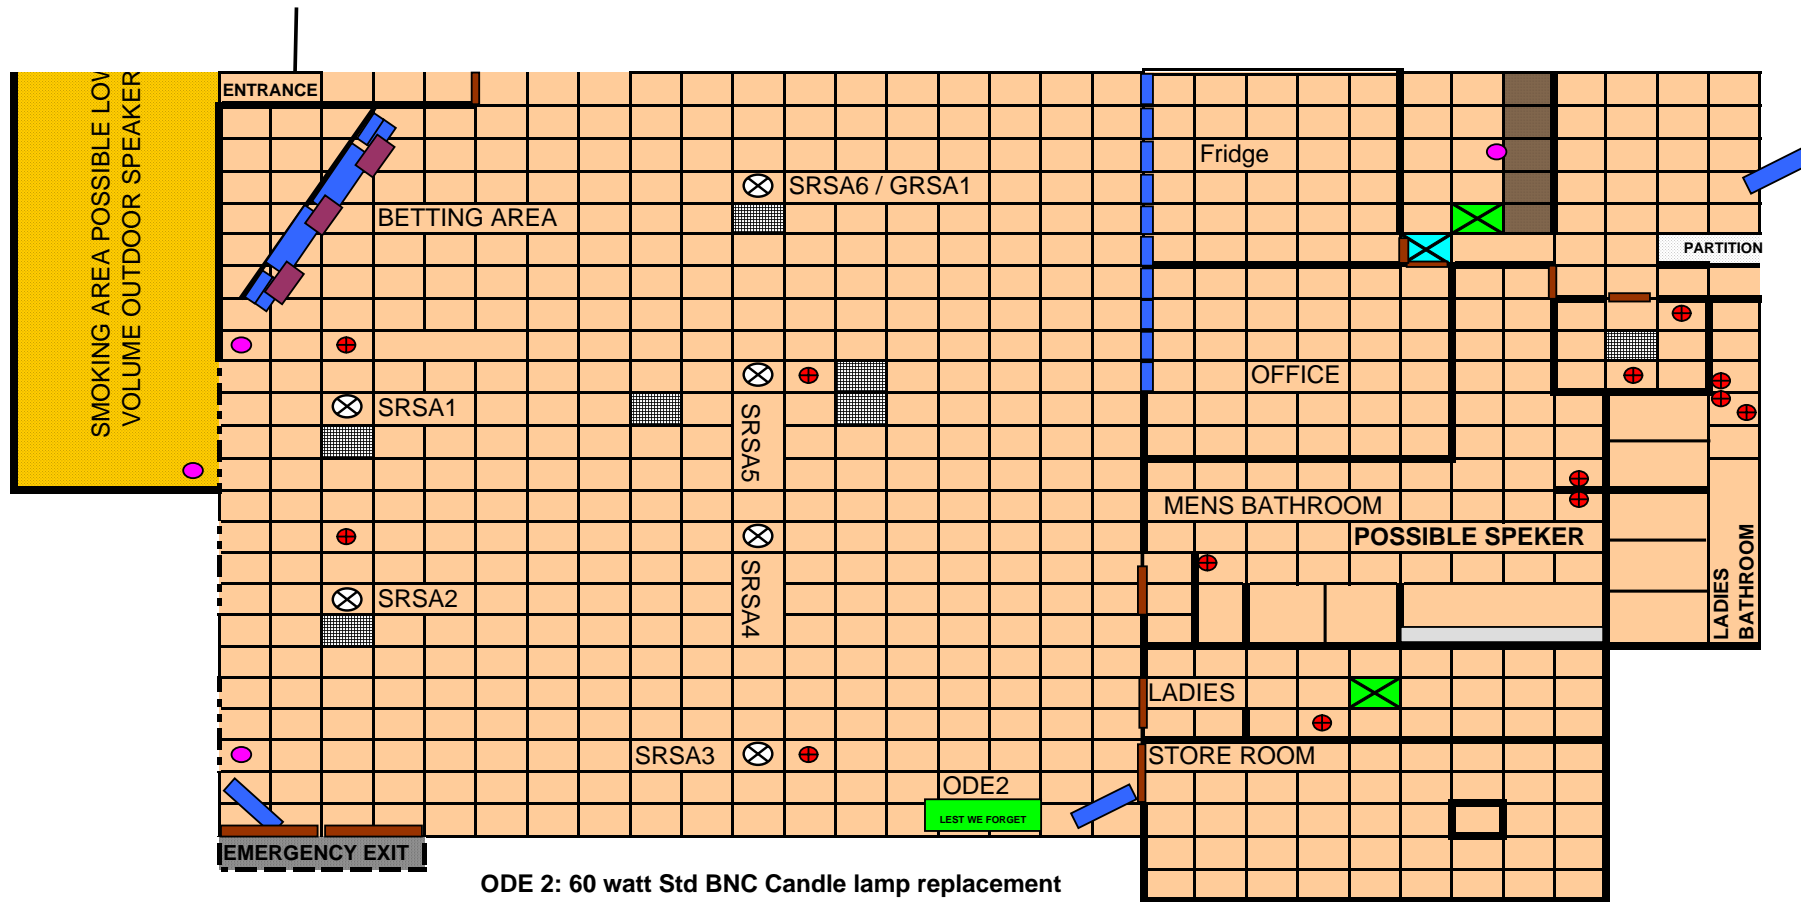 SMOKING AREA POSSIBLE LOW
VOLUME OUTDOOR SPEAKER
ENTRANCE
Fridge
SRSA6 / GRSA1
BETTING AREA
PARTITION
OFFICE
SRSA1
SRSA5
MENS BATHROOM
POSSIBLE SPEKER
SRSA4
SRSA2
LADIES
BATHROOM
LADIES
SRSA3
STORE ROOM
ODE2
LEST WE FORGET
EMERGENCY EXIT
ODE 2: 60 watt Std BNC Candle lamp replacement